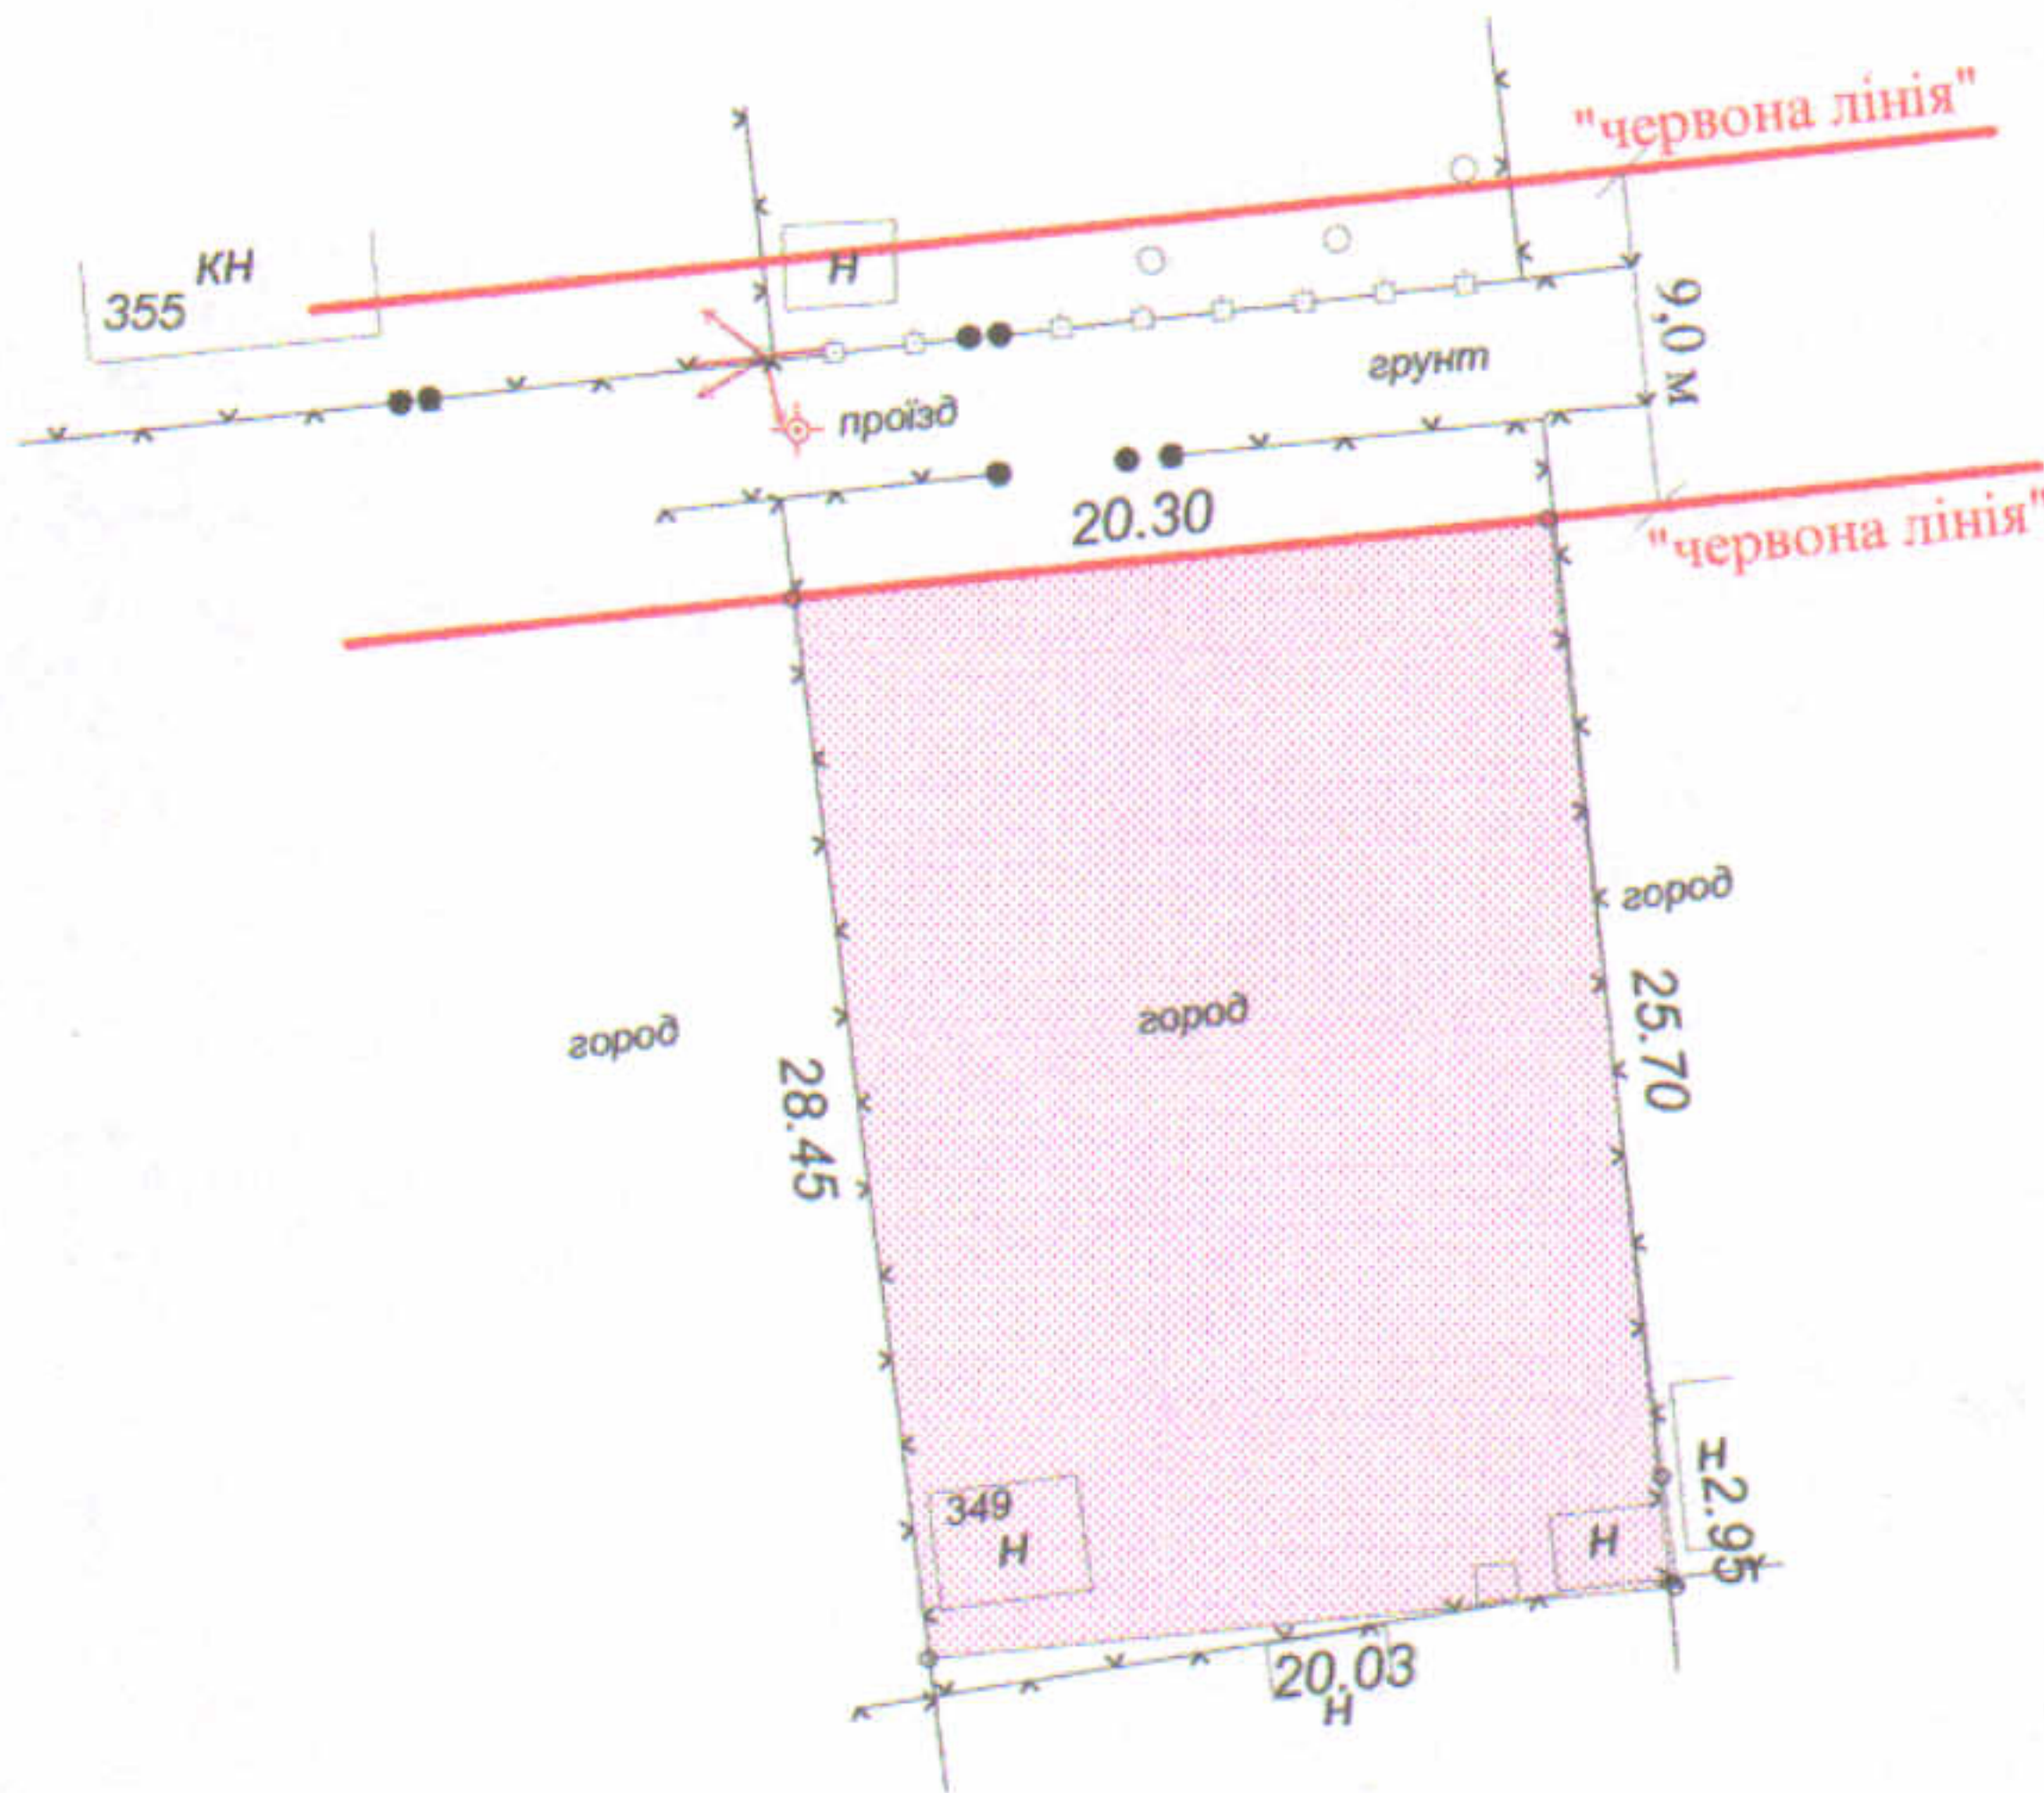 "червона лінія"
КН
355
Н
9,0 м
грунт
проїзд
20.30
"червона лінія"
город
город
город
25.70
28.45
349
Н
Н
Н
2.95
20.03
Н